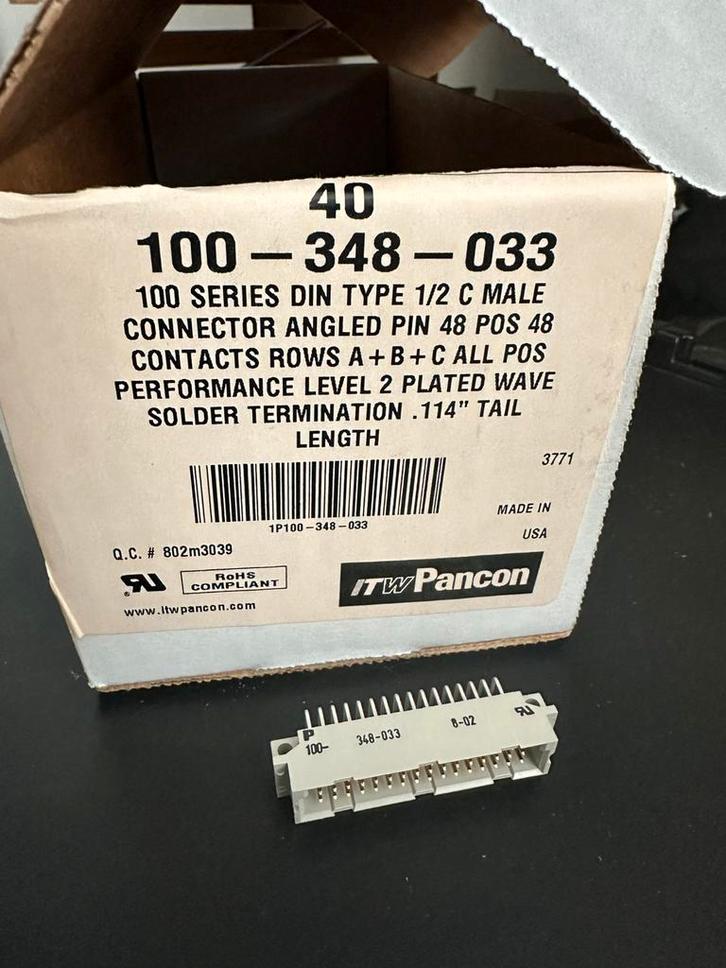 40
100-348-033
100 SERIES DIN TYPE 1/2 C MALE
CONNECTOR ANGLED PIN 48 POS 48
CONTACTS ROWS A+B+C ALL POS
PERFORMANCE LEVEL 2 PLATED WAVE
SOLDER TERMINATION .114" TAIL
LENGTH
3771
1P100-348-033
MADE IN
USA
Q.C. # 802m3039
RoHS
COMPLIANT
ITW Pancon
www.itwpancon.com
P
100- 348-033 8-02